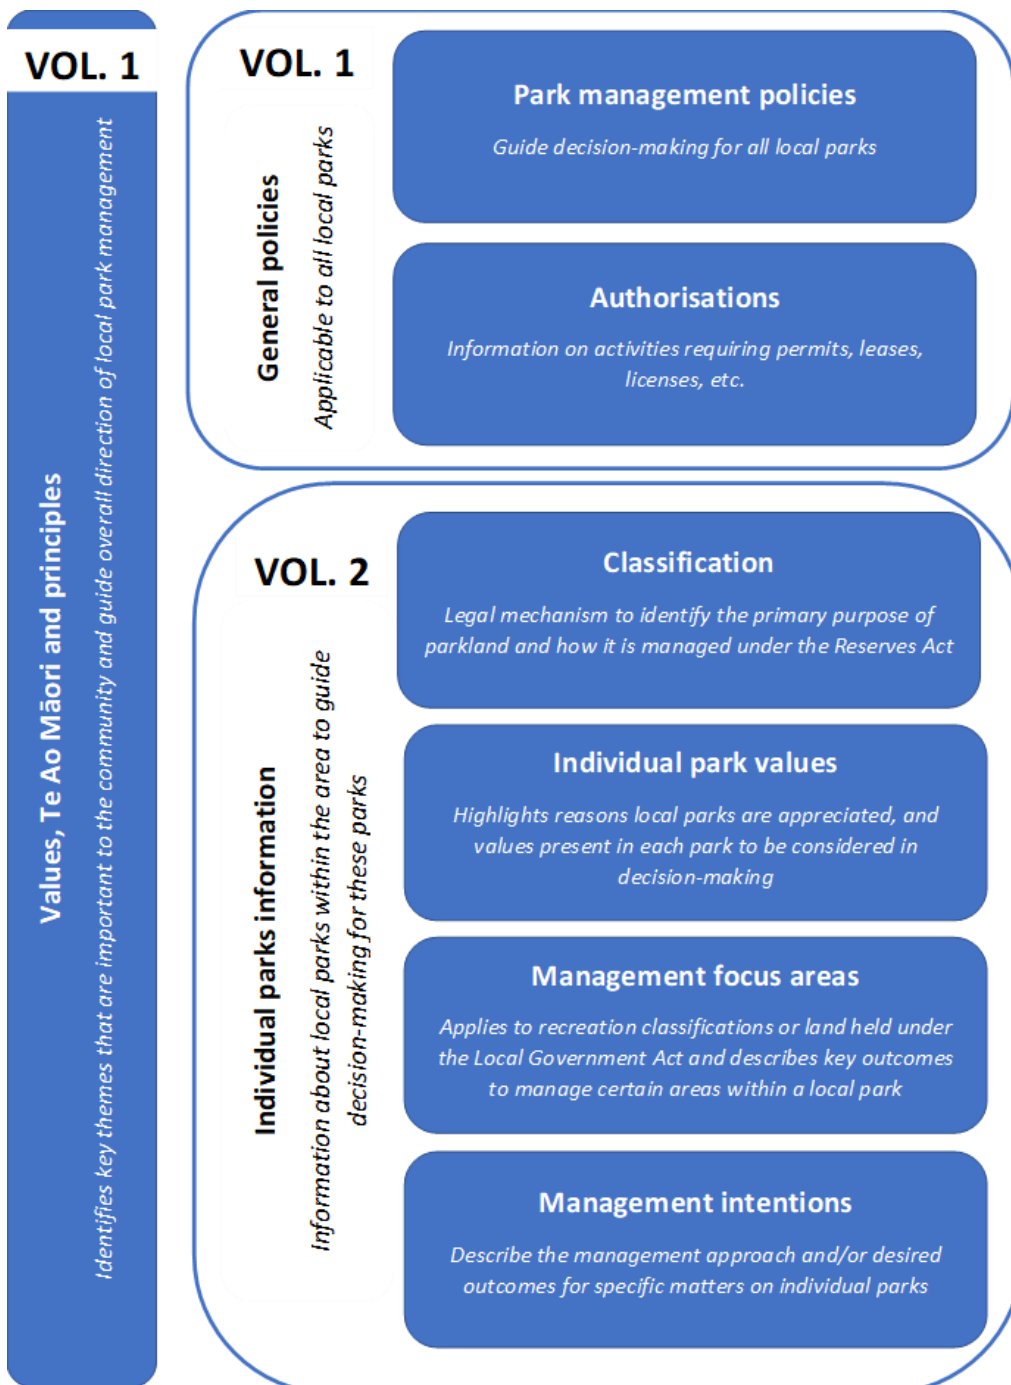 VOL. 1
Values, Te Ao Māori and principles
Identifies key themes that are important to the community and guide overall direction of local park management
VOL. 1
General policies
Applicable to all local parks
Park management policies
Guide decision-making for all local parks
Authorisations
Information on activities requiring permits, leases,
licenses, etc.
VOL. 2
Individual parks information
Information about local parks within the area to guide
decision-making for these parks
Classification
Legal mechanism to identify the primary purpose of
parkland and how it is managed under the Reserves Act
Individual park values
Highlights reasons local parks are appreciated, and
values present in each park to be considered in
decision-making
Management focus areas
Applies to recreation classifications or land held under
the Local Government Act and describes key outcomes
to manage certain areas within a local park
Management intentions
Describe the management approach and/or desired
outcomes for specific matters on individual parks